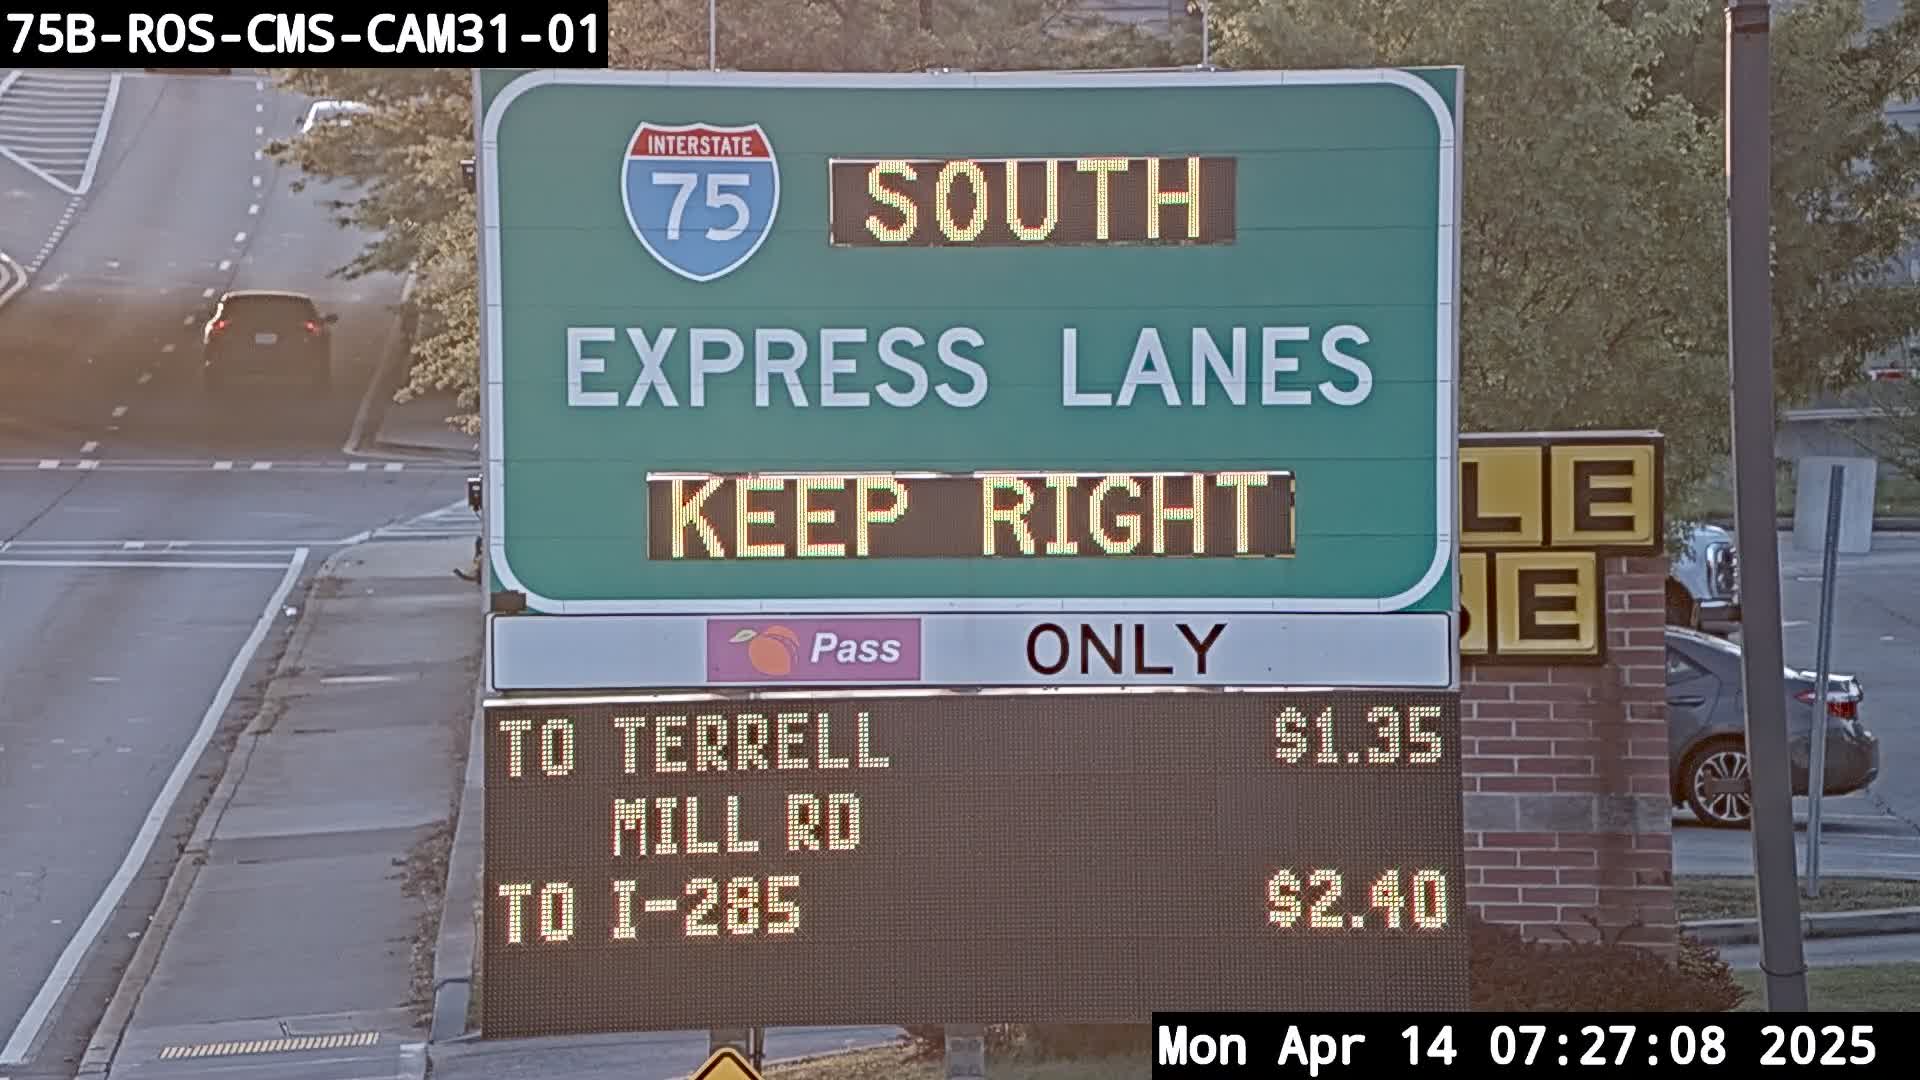 75B-ROS-CMS-CAM31-01
INTERSTATE
75
SOUTH
EXPRESS LANES
KEEP RIGHT
Pass ONLY
TO TERRELL $1.35
MILL RD
TO I-285 $2.40
LE
E
Mon Apr 14 07:27:08 2025